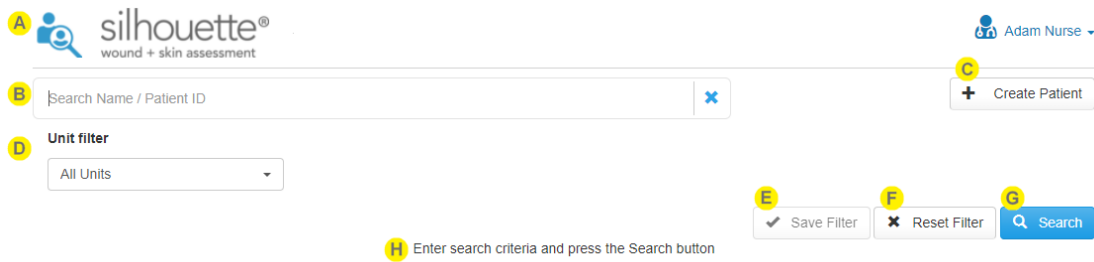 A
silhouette®
wound + skin assessment
Adam Nurse
C
B Search Name / Patient ID
Create Patient
Unit filter
D
All Units
E F G
Save Filter Reset Filter Search
H Enter search criteria and press the Search button